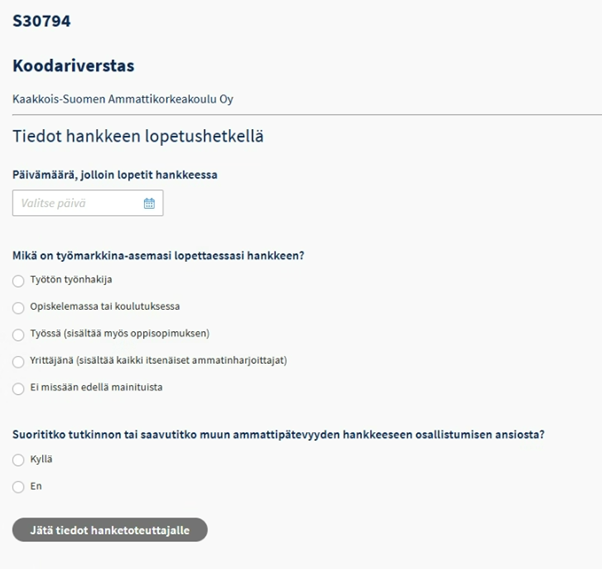 S30794
Koodariverstas
Kaakkois-Suomen Ammattikorkeakoulu Oy
Tiedot hankkeen lopetushetkellä
Päivämäärä, jolloin lopetit hankkeessa
Valitse päivä
Mikä on työmarkkina-asemasi lopettaessasi hankkeen?
Työtön työnhakija
Opiskelemassa tai koulutuksessa
Työssä (sisältää myös oppisopimuksen)
Yrittäjänä (sisältää kaikki itsenäiset ammatinharjoittajat)
Ei missään edellä mainituista
Suorititko tutkinnon tai saavutitko muun ammattipätevyyden hankkeeseen osallistumisen ansiosta?
Kyllä
En
Jätä tiedot hanketoteuttajalle